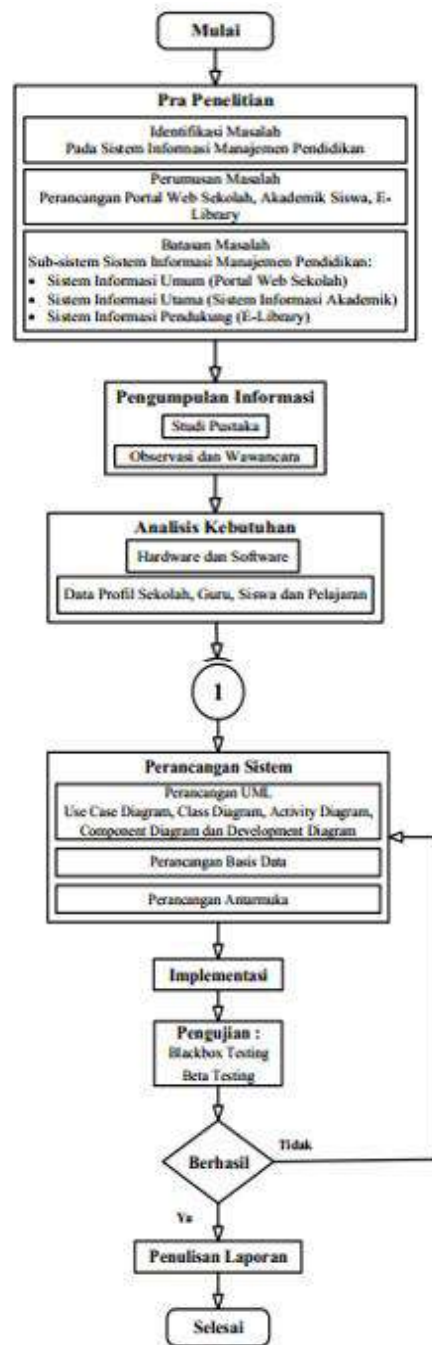 Mulai
Pra Penelitian
Identifikasi Masalah
Pada Sistem Informasi Manajemen Pendidikan
Perumusan Masalah
Perancangan Portal Web Sekolah, Akademik Siswa, E-
Library
Batasan Masalah
Sub-sistem Sistem Informasi Manajemen Pendidikan:
• Sistem Informasi Umum (Portal Web Sekolah)
• Sistem Informasi Utama (Sistem Informasi Akademik)
• Sistem Informasi Pendukung (E-Library)
Pengumpulan Informasi
Studi Pustaka
Observasi dan Wawancara
Analisis Kebutuhan
Hardware dan Software
Data Profil Sekolah, Guru, Siswa dan Pelajaran
1
Perancangan Sistem
Perancangan UML
Use Case Diagram, Class Diagram, Activity Diagram,
Component Diagram dan Development Diagram
Perancangan Basis Data
Perancangan Antarmuka
Implementasi
Pengujian :
Blackbox Testing
Beta Testing
Berhasil
Tidak
Ya
Penulisan Laporan
Selesai